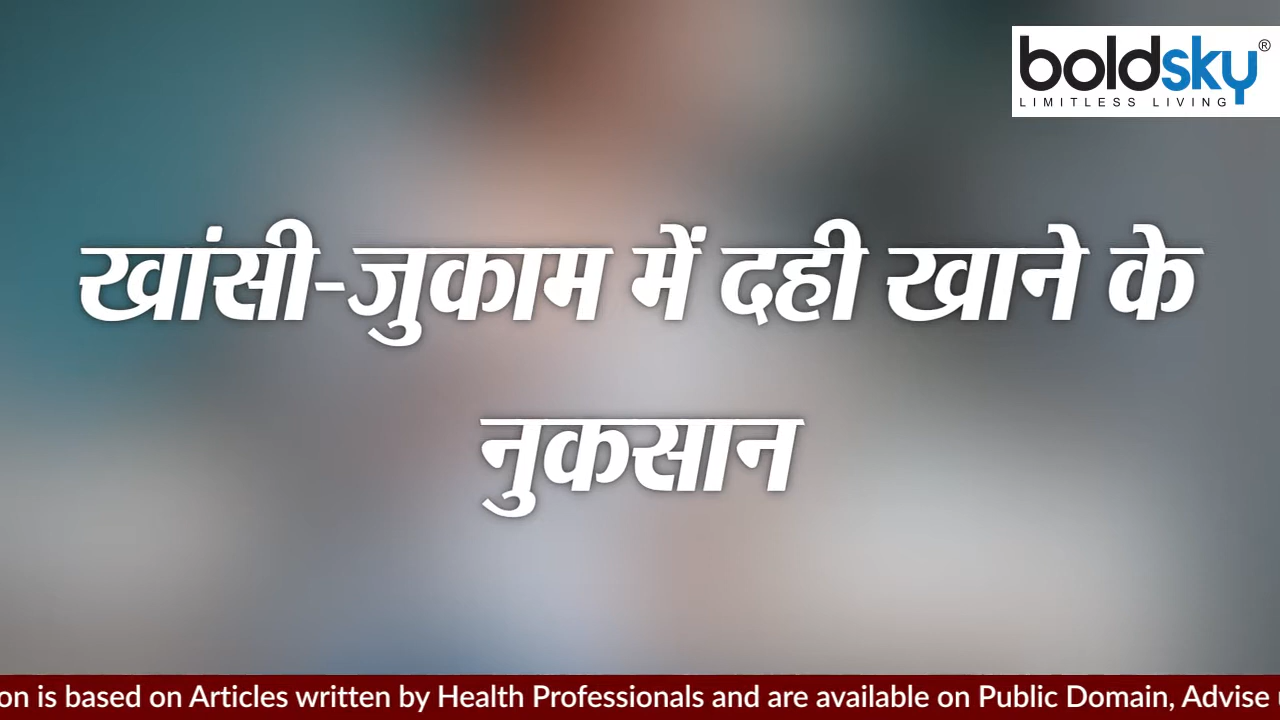 boldsky®
LIMITLESS LIVING
खांसी-जुकाम में दही खाने के
नुकसान
on is based on Articles written by Health Professionals and are available on Public Domain, Advise